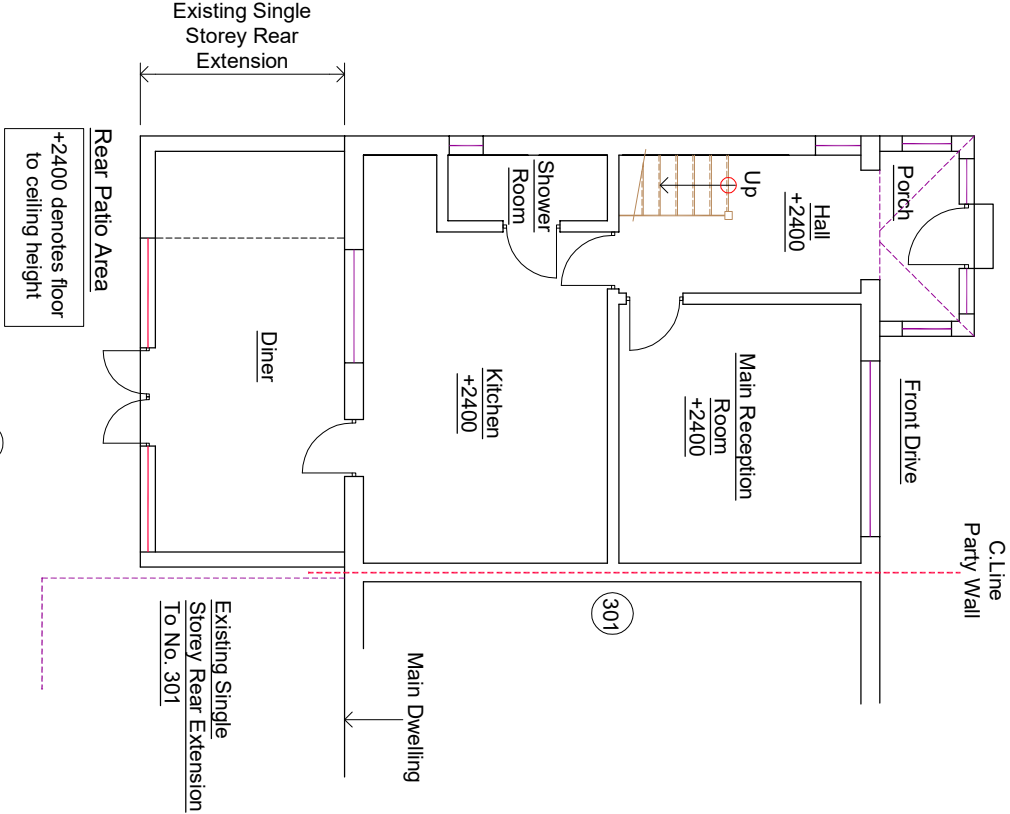 Existing Single
Storey Rear
Extension
Rear Patio Area
+2400 denotes floor
to ceiling height
Shower
Room
Up
Hall
+2400
Porch
Diner
Kitchen
+2400
Main Reception
Room
+2400
Front Drive
C.Line
Party Wall
301
Existing Single
Storey Rear Extension
To No. 301
Main Dwelling